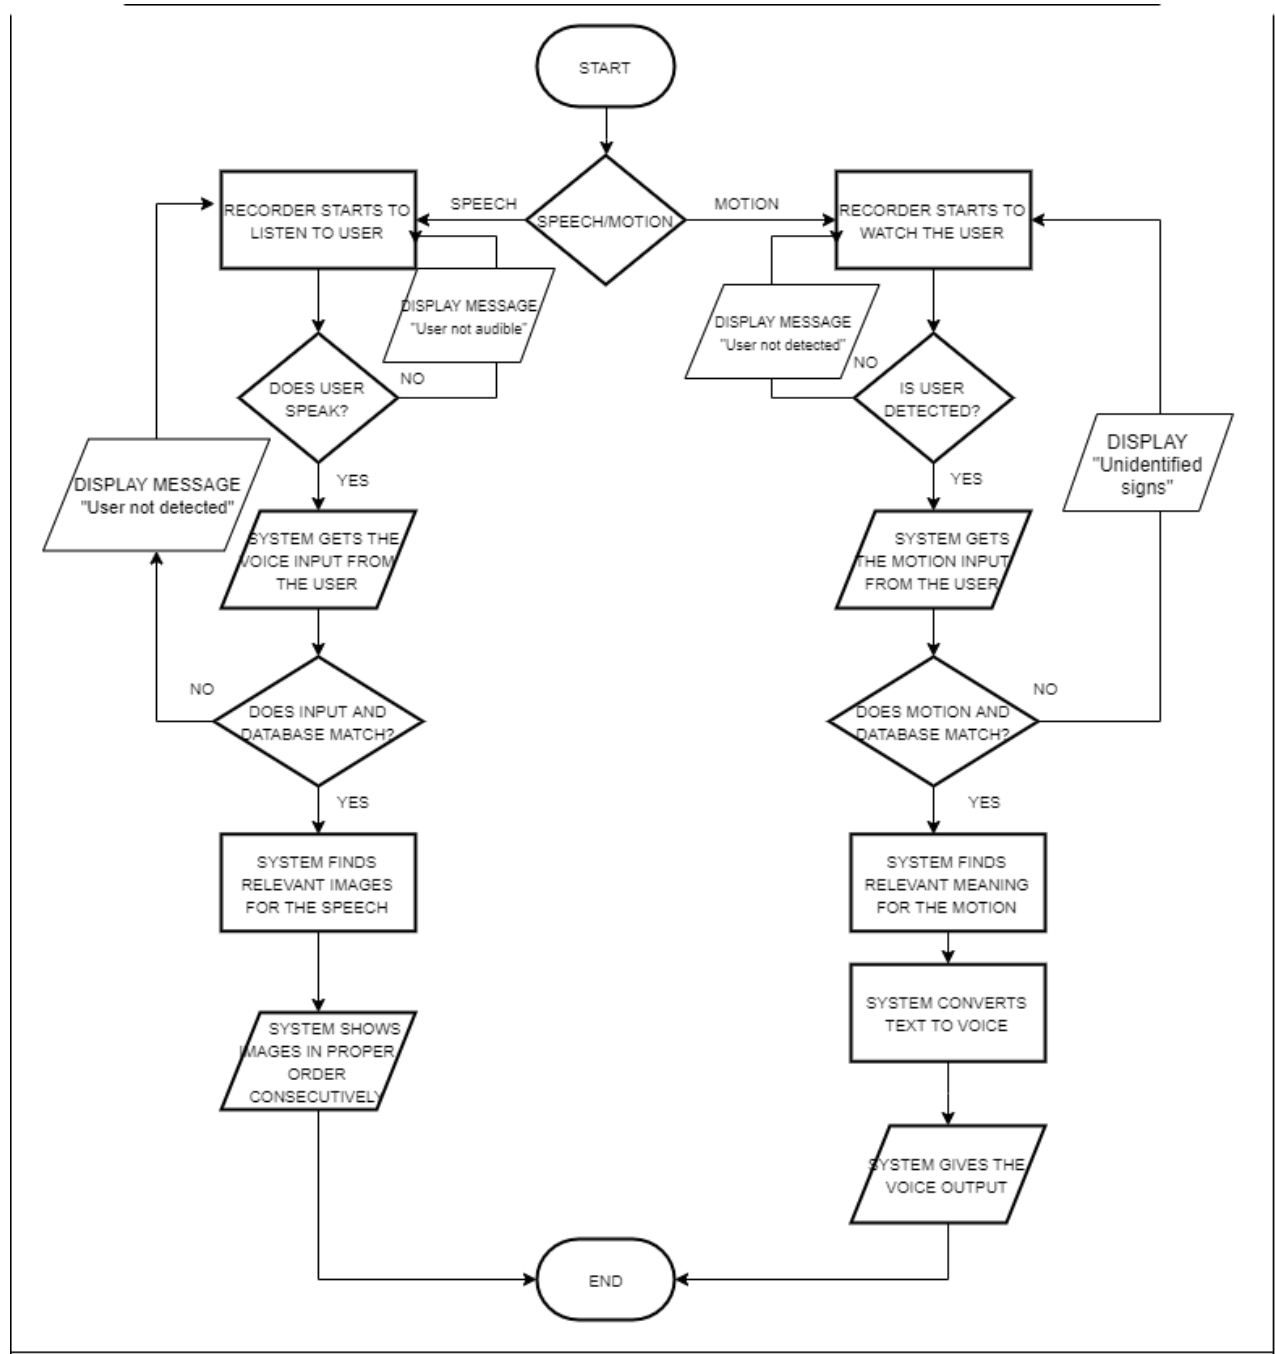 START
SPEECH/MOTION
SPEECH
MOTION
RECORDER STARTS TO
LISTEN TO USER
DISPLAY MESSAGE
"User not audible"
DOES USER
SPEAK?
NO
YES
DISPLAY MESSAGE
"User not detected"
SYSTEM GETS THE
VOICE INPUT FROM
THE USER
NO
DOES INPUT AND
DATABASE MATCH?
YES
SYSTEM FINDS
RELEVANT IMAGES
FOR THE SPEECH
SYSTEM SHOWS
IMAGES IN PROPER
ORDER
CONSECUTIVELY
RECORDER STARTS TO
WATCH THE USER
DISPLAY MESSAGE
"User not detected"
NO
IS USER
DETECTED?
YES
DISPLAY
"Unidentified
signs"
SYSTEM GETS
THE MOTION INPUT
FROM THE USER
NO
DOES MOTION AND
DATABASE MATCH?
YES
SYSTEM FINDS
RELEVANT MEANING
FOR THE MOTION
SYSTEM CONVERTS
TEXT TO VOICE
SYSTEM GIVES THE
VOICE OUTPUT
END